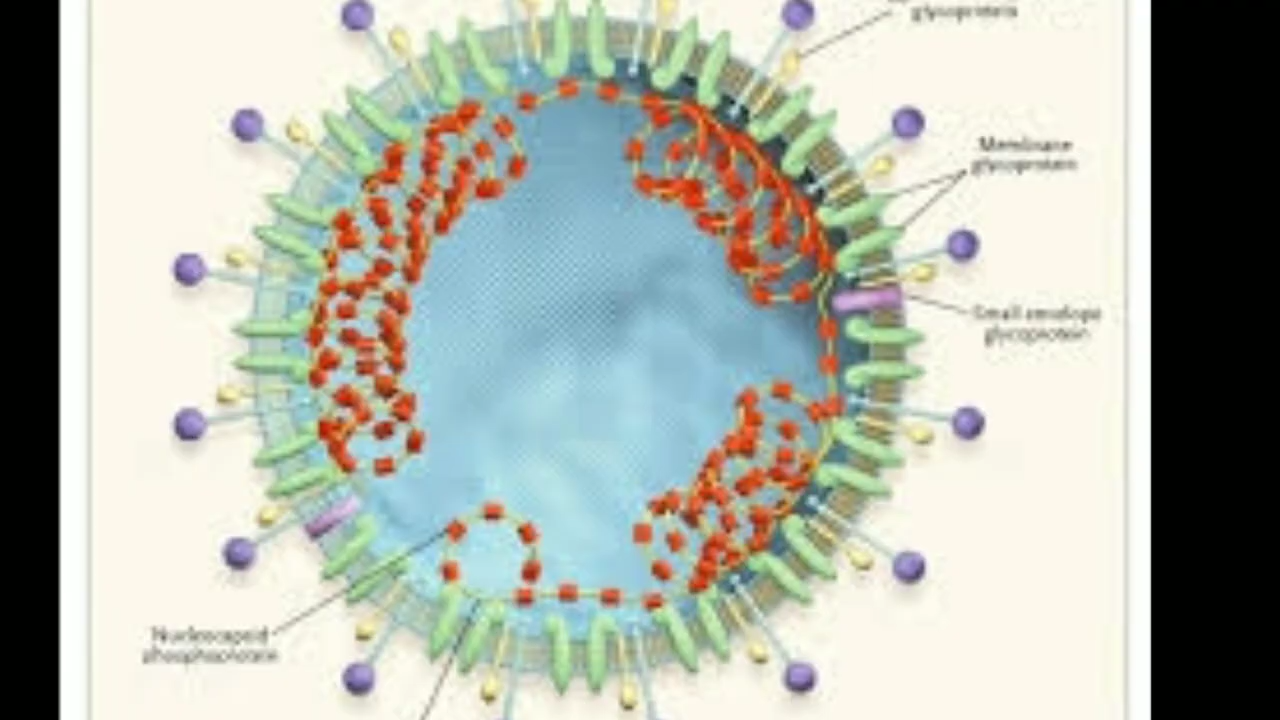 glycoprotein
Membrane
glycoprotein
Small envelope
glycoprotein
Nucleocapsid
phosphoprotein